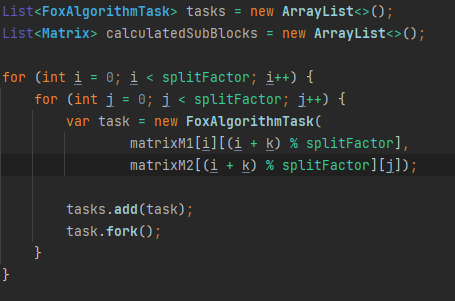 List<FoxAlgorithmTask> tasks = new ArrayList<>();
List<Matrix> calculatedSubBlocks = new ArrayList<>();

for (int i = 0; i < splitFactor; i++) {
    for (int j = 0; j < splitFactor; j++) {
        var task = new FoxAlgorithmTask(
                matrixM1[i][(i + k) % splitFactor],
                matrixM2[(i + k) % splitFactor][j]);

        tasks.add(task);
        task.fork();
    }
}